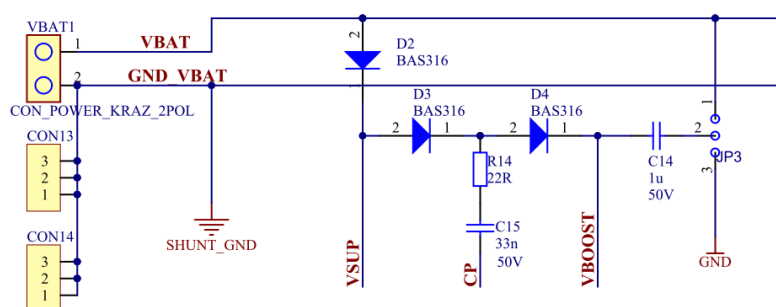 VBAT1
1
VBAT
2
GND_VBAT
CON_POWER_KRAZ_2POL
CON13
3
2
1
CON14
3
2
1
SHUNT_GND
2
D2
BAS316
D3
BAS316
2
1
D4
BAS316
2
1
R14
22R
C15
33n
50V
VSUP
CP
VBOOST
C14
1u
50V
1
2
3
JP3
GND